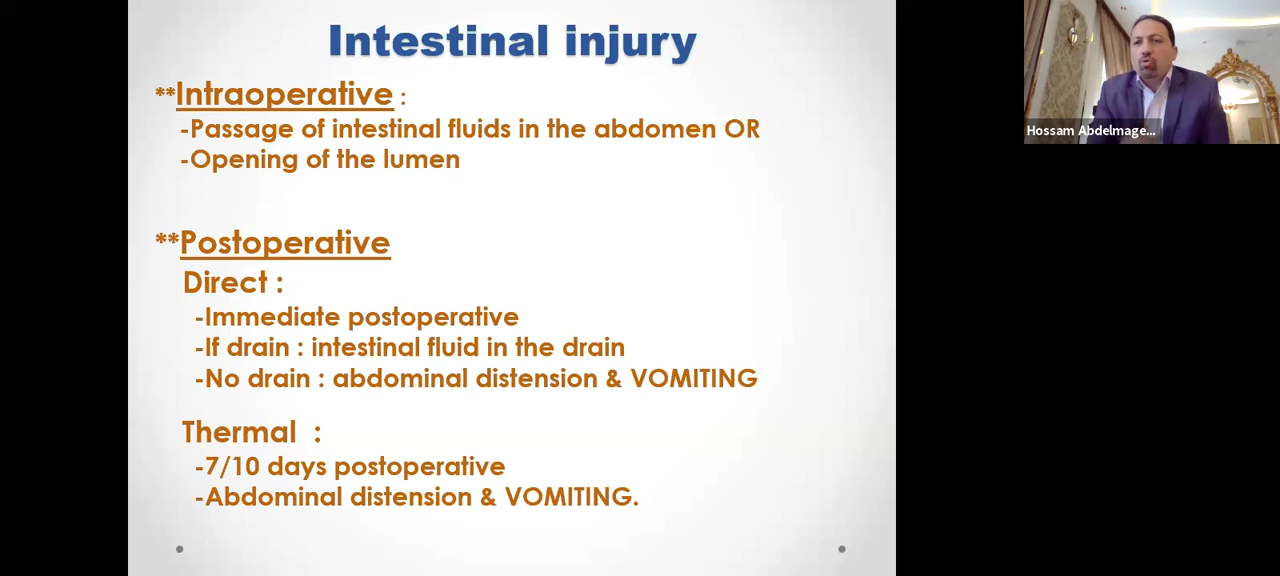 Intestinal injury
**Intraoperative :
-Passage of intestinal fluids in the abdomen OR
-Opening of the lumen
**Postoperative
Direct :
-Immediate postoperative
-If drain : intestinal fluid in the drain
-No drain : abdominal distension & VOMITING
Thermal :
-7/10 days postoperative
-Abdominal distension & VOMITING.
Hossam Abdelmage...